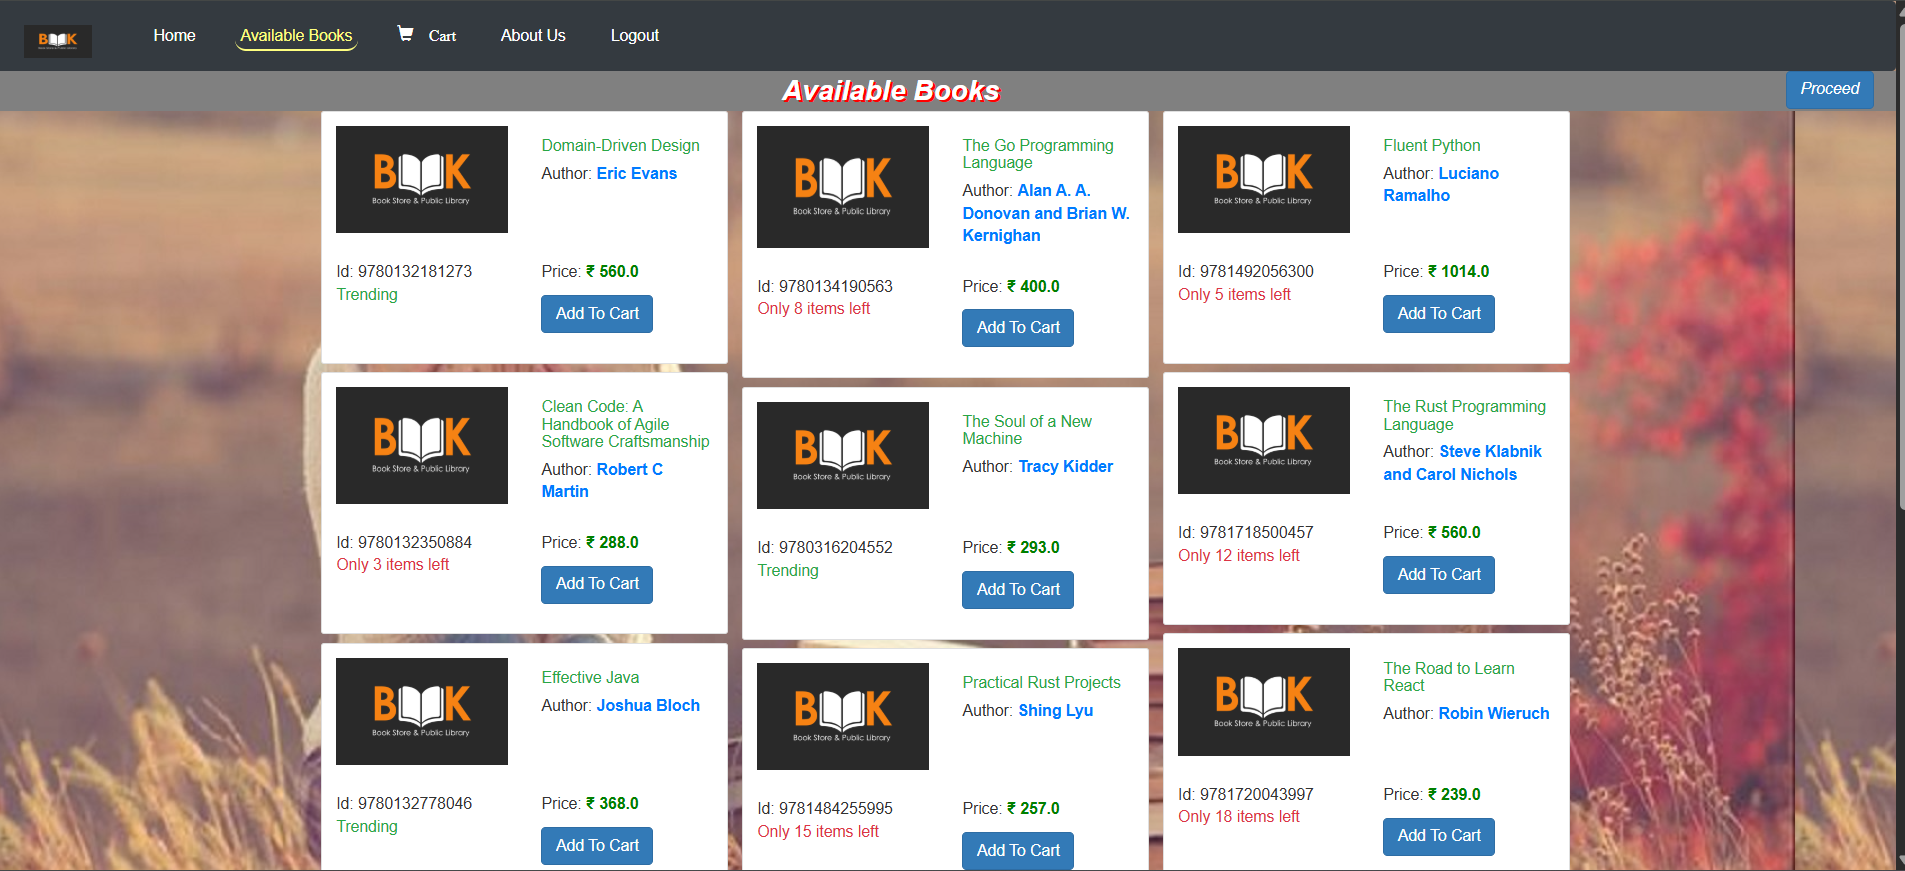 BOOK
Home
Available Books
Cart
About Us
Logout
Available Books
Proceed
BOOK
Book Store & Public Library
Domain-Driven Design
Author: Eric Evans
Id: 9780132181273
Trending
Price: ₹ 560.0
Add To Cart
BOOK
Book Store & Public Library
The Go Programming
Language
Author: Alan A. A.
Donovan and Brian W.
Kernighan
Id: 9780134190563
Only 8 items left
Price: ₹ 400.0
Add To Cart
BOOK
Book Store & Public Library
Fluent Python
Author: Luciano
Ramalho
Id: 9781492056300
Only 5 items left
Price: ₹ 1014.0
Add To Cart
BOOK
Book Store & Public Library
Clean Code: A
Handbook of Agile
Software Craftsmanship
Author: Robert C
Martin
Id: 9780132350884
Only 3 items left
Price: ₹ 288.0
Add To Cart
BOOK
Book Store & Public Library
The Soul of a New
Machine
Author: Tracy Kidder
Id: 9780316204552
Trending
Price: ₹ 293.0
Add To Cart
BOOK
Book Store & Public Library
The Rust Programming
Language
Author: Steve Klabnik
and Carol Nichols
Id: 9781718500457
Only 12 items left
Price: ₹ 560.0
Add To Cart
BOOK
Book Store & Public Library
Effective Java
Author: Joshua Bloch
Id: 9780132778046
Trending
Price: ₹ 368.0
Add To Cart
BOOK
Book Store & Public Library
Practical Rust Projects
Author: Shing Lyu
Id: 9781484255995
Only 15 items left
Price: ₹ 257.0
Add To Cart
BOOK
Book Store & Public Library
The Road to Learn
React
Author: Robin Wieruch
Id: 9781720043997
Only 18 items left
Price: ₹ 239.0
Add To Cart